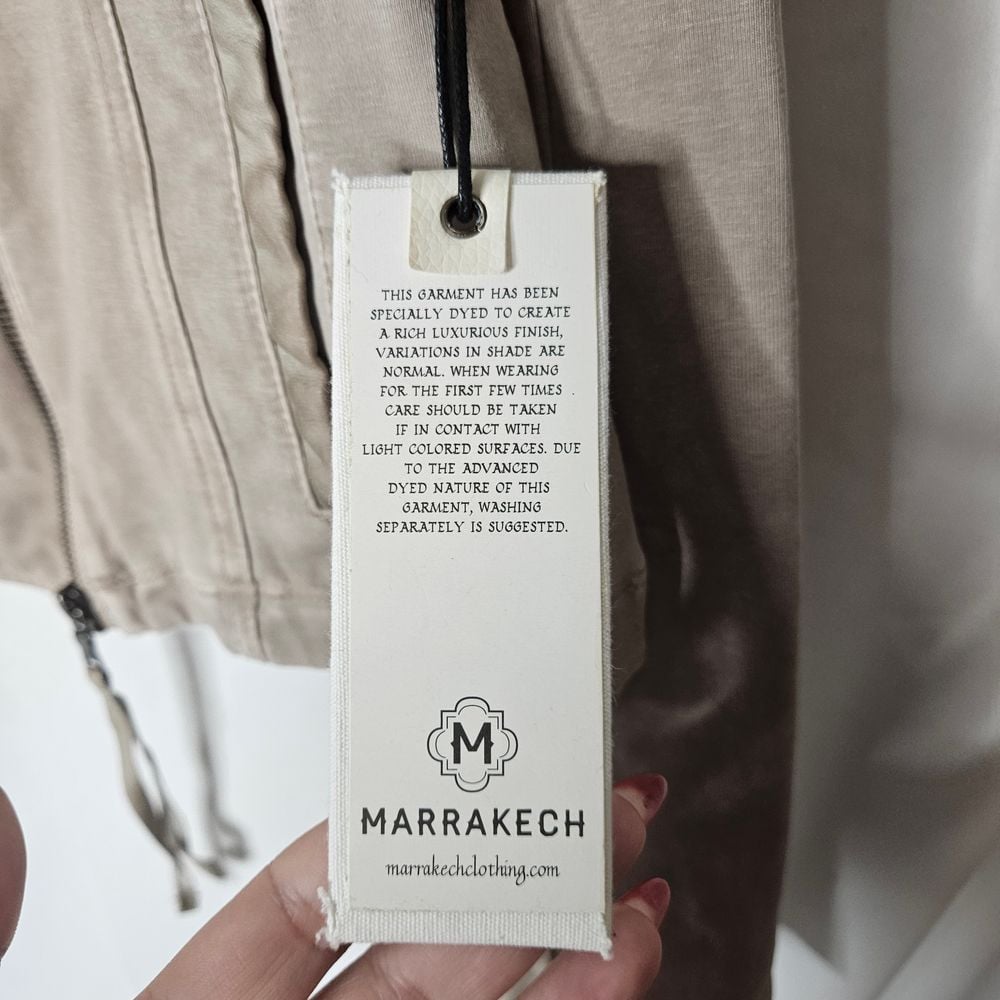 THIS GARMENT HAS BEEN
SPECIALLY DYED TO CREATE
A RICH LUXURIOUS FINISH,
VARIATIONS IN SHADE ARE
NORMAL. WHEN WEARING
FOR THE FIRST FEW TIMES
CARE SHOULD BE TAKEN
IF IN CONTACT WITH
LIGHT COLORED SURFACES. DUE
TO THE ADVANCED
DYED NATURE OF THIS
GARMENT, WASHING
SEPARATELY IS SUGGESTED.
M
MARRAKECH
marrakechclothing.com